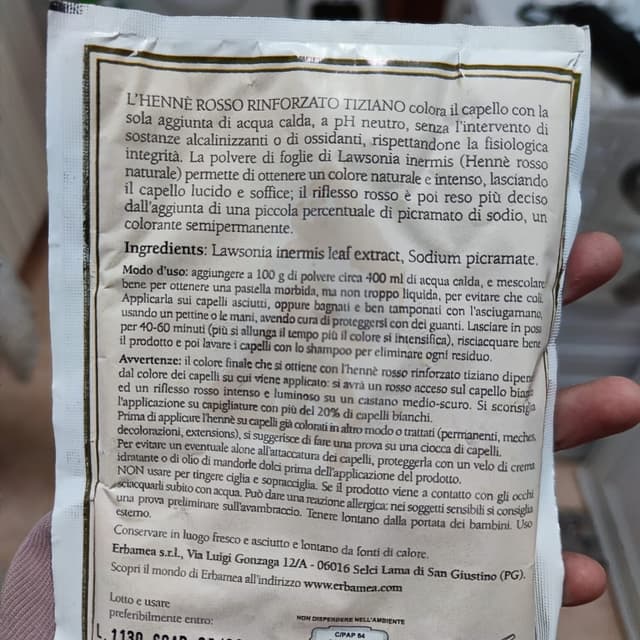 L'HENNÈ ROSSO RINFORZATO TIZIANO colora il capello con la
sola aggiunta di acqua calda, a pH neutro, senza l'intervento di
sostanze alcalinizzanti o di ossidanti, rispettandone la fisiologica
integrità. La polvere di foglie di Lawsonia inermis (Hennè rosso
naturale) permette di ottenere un colore naturale e intenso, lasciando
il capello lucido e soffice; il riflesso rosso è poi reso più deciso
dall'aggiunta di una piccola percentuale di picramato di sodio, un
colorante semipermanente.
Ingredients: Lawsonia inermis leaf extract, Sodium picramate.
Modo d'uso: aggiungere a 100 g di polvere circa 400 ml di acqua calda, e mescolare
bene per ottenere una pastella morbida, ma non troppo liquida, per evitare che coli.
Applicarla sui capelli asciutti, oppure bagnati e ben tamponati con l'asciugamano,
usando un pettine o le mani, avendo cura di proteggersi con dei guanti. Lasciare in posa
per 40-60 minuti (più si allunga il tempo più il colore si intensifica), risciacquare bene
il prodotto e poi lavare i capelli con lo shampoo per eliminare ogni residuo.
Avvertenze: il colore finale che si ottiene con l'hennè rosso rinforzato tiziano dipen
dal colore dei capelli su cui viene applicato: si avrà un rosso acceso sul capello bian
ed un riflesso rosso intenso e luminoso su un castano medio-scuro. Si sconsiglia
l'applicazione su capigliature con più del 20% di capelli bianchi.
Prima di applicare l'hennè su capelli già colorati in altro modo o trattati (permanenti, meches,
decolorazioni, extensions), si suggerisce di fare una prova su una ciocca di capelli.
Per evitare un eventuale alone all'attaccatura dei capelli, proteggerla con un velo di crema
idratante o di olio di mandorle dolci prima dell'applicazione del prodotto.
NON usare per tingere ciglia e sopracciglia. Se il prodotto viene a contatto con gli occhi
sciacquarli subito con acqua. Può dare una reazione allergica: nei soggetti sensibili si consiglia
una prova preliminare sull'avambraccio. Tenere lontano dalla portata dei bambini. Uso
esterno.
Conservare in luogo fresco e asciutto e lontano da fonti di calore.
Erbamea s.r.l., Via Luigi Gonzaga 12/A - 06016 Selci Lama di San Giustino (PG).
Scopri il mondo di Erbamea all'indirizzo www.erbamea.com
Lotto e usare
preferibilmente entro:
NON DISPERDERE NELL'AMBIENTE
C/PAP 84
L. 1130